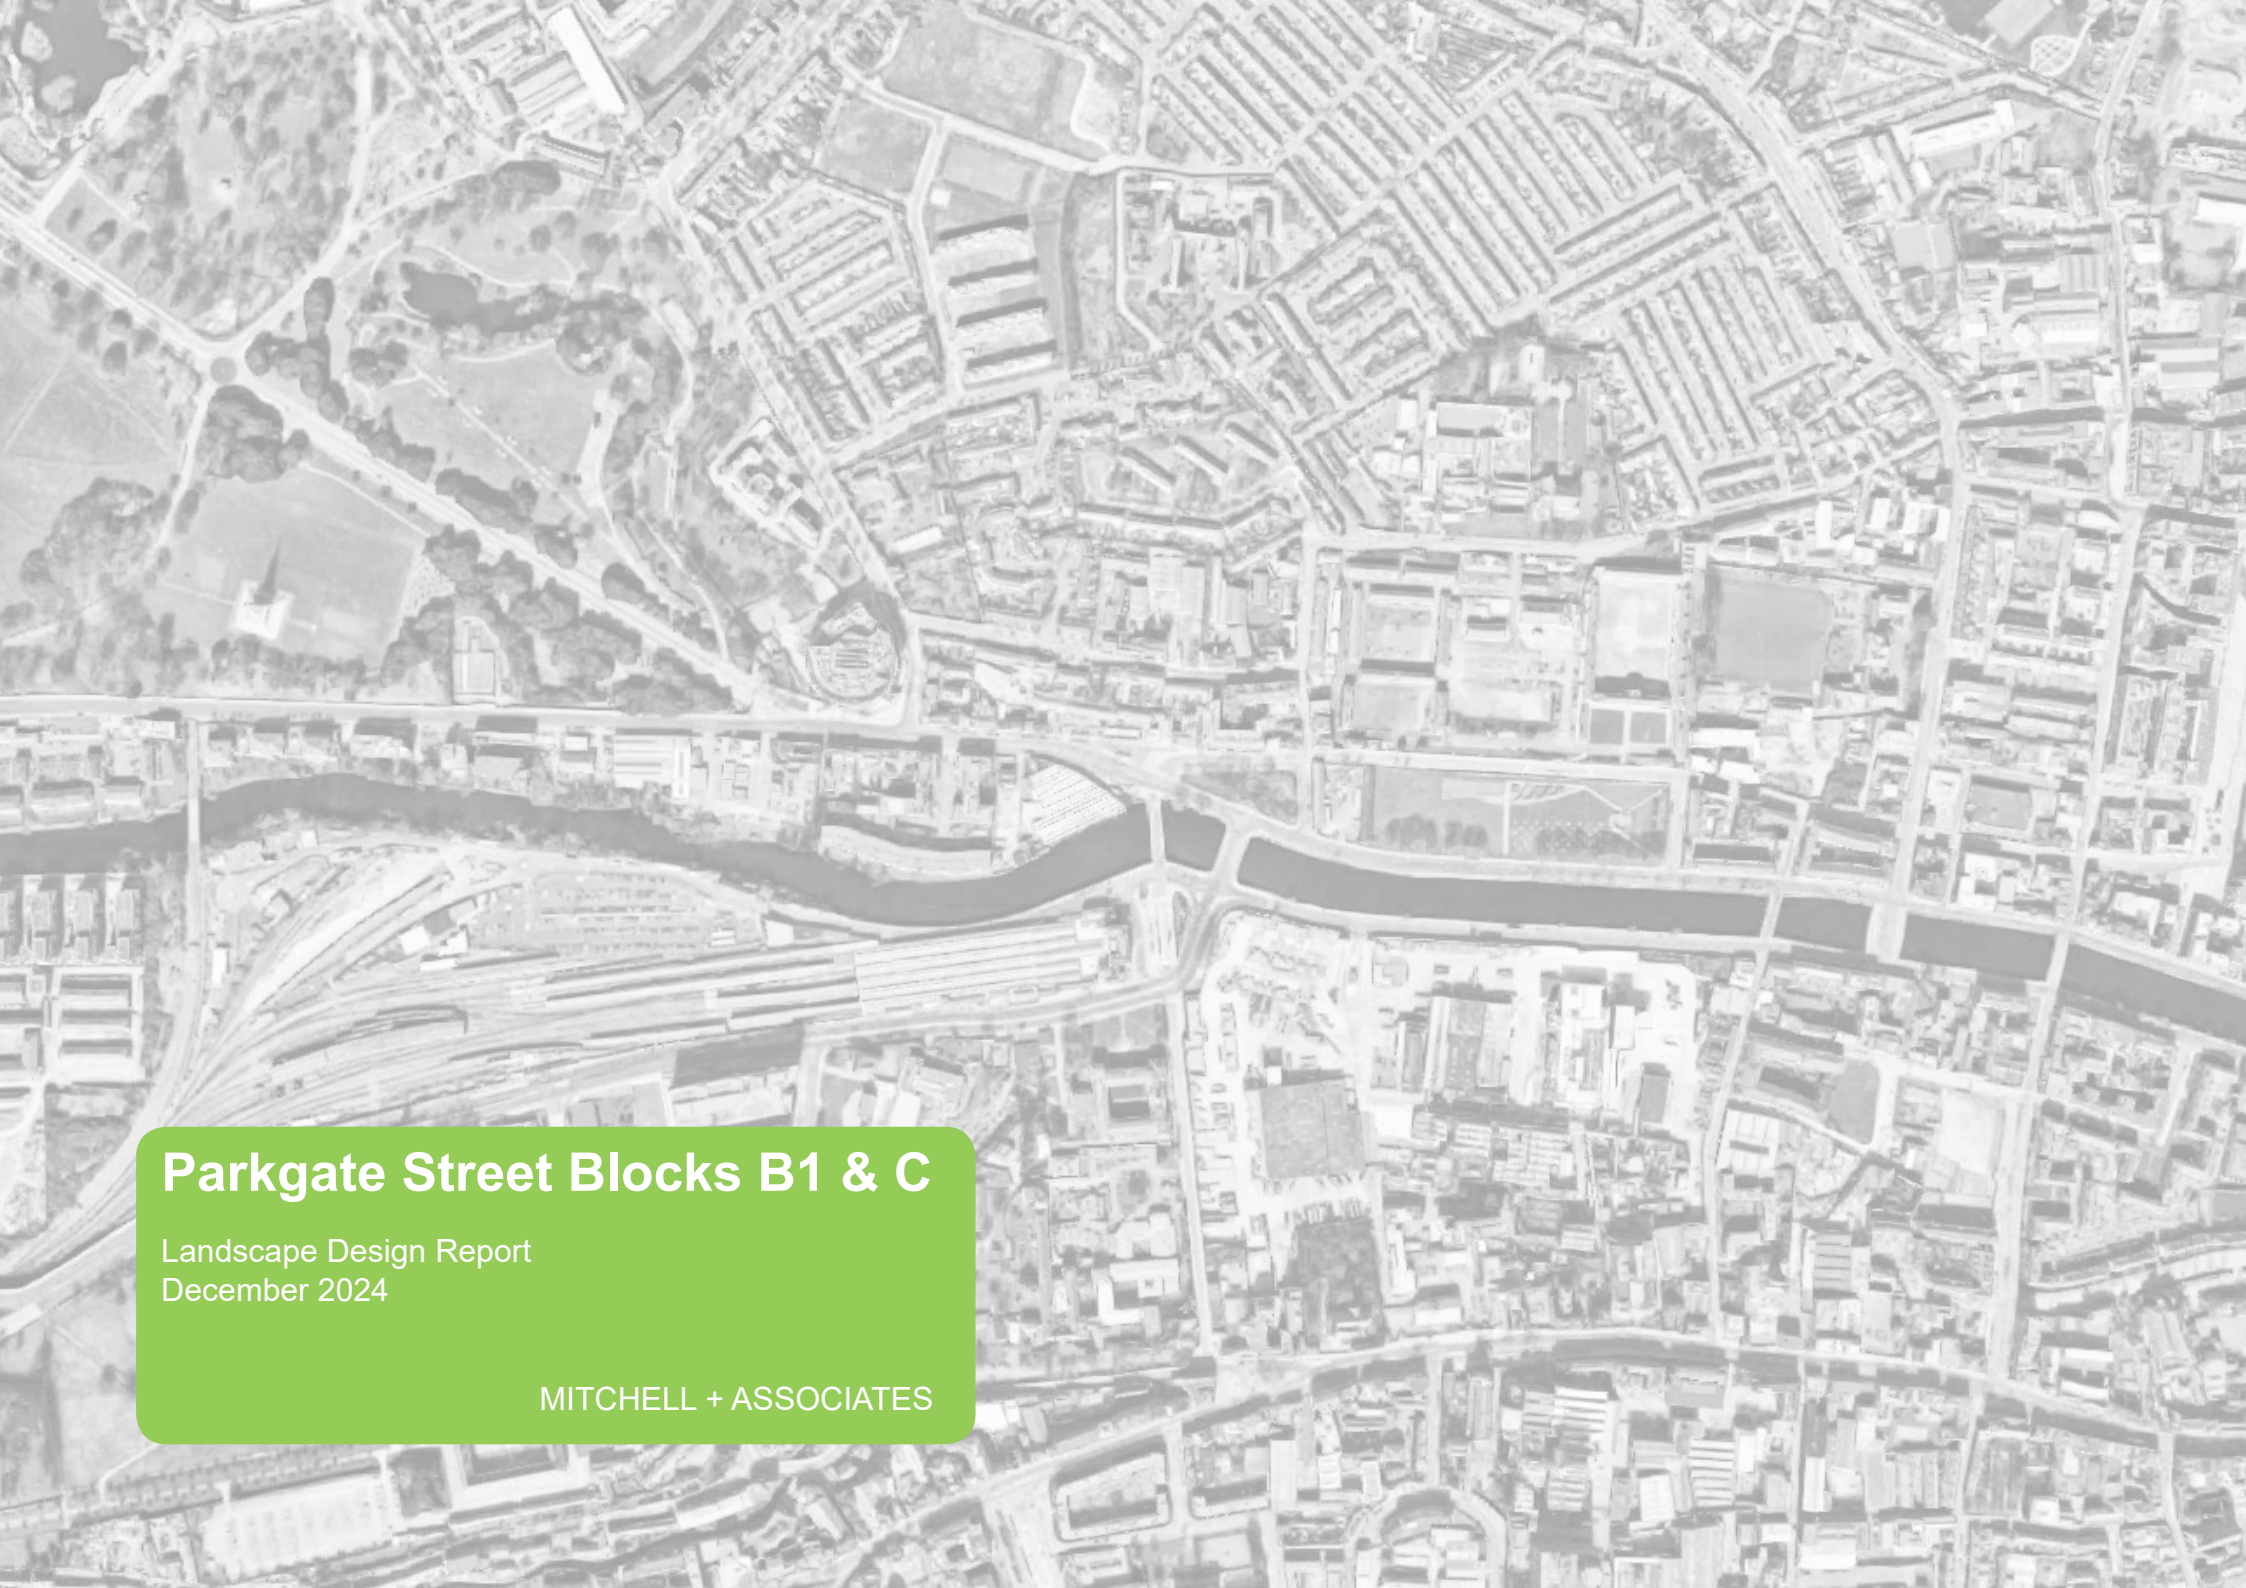 Parkgate Street Blocks B1 & C
Landscape Design Report
December 2024
MITCHELL + ASSOCIATES